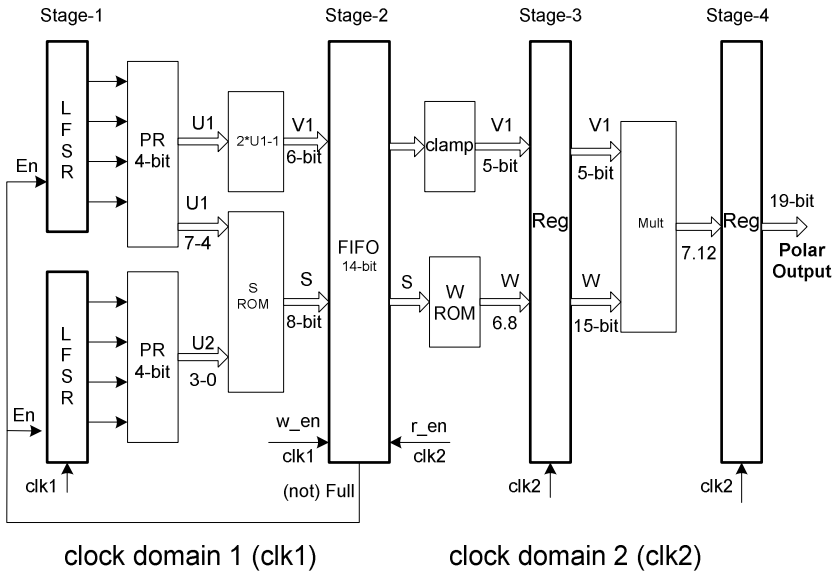 Stage-1
Stage-2
Stage-3
Stage-4
L
F
S
R
PR
4-bit
U1
2*U1-1
V1
6-bit
En
U1
7-4
S
ROM
S
8-bit
FIFO
14-bit
clamp
V1
5-bit
Reg
V1
5-bit
Mult
7.12
Reg
19-bit
Polar
Output
S
W
ROM
W
6.8
W
15-bit
L
F
S
R
PR
4-bit
U2
3-0
En
clk1
w_en
clk1
r_en
clk2
(not) Full
clk2
clk2
clock domain 1 (clk1)
clock domain 2 (clk2)